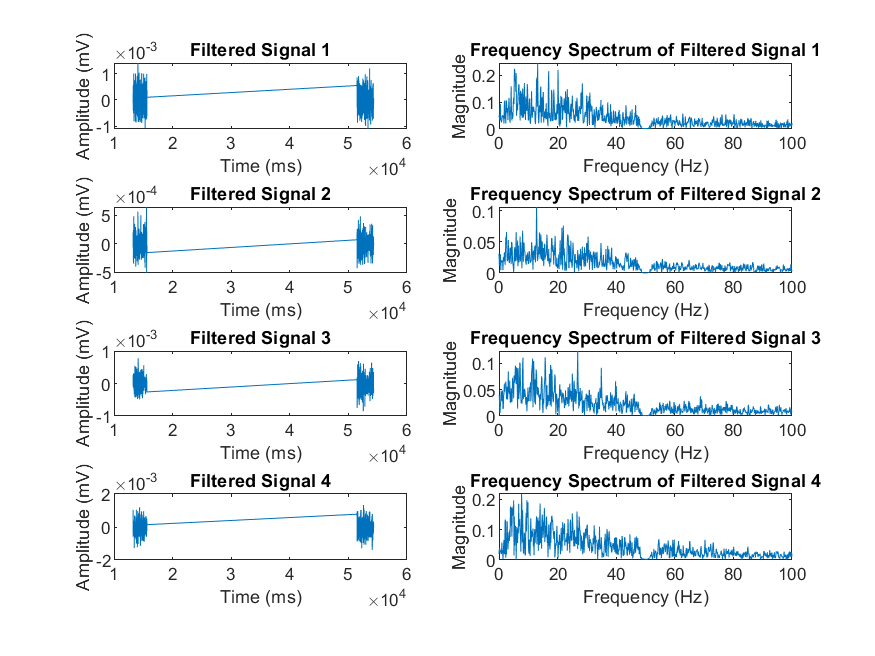 Filtered Signal 1
×10-3
Amplitude (mV)
1
0
-1
1 2 3 4 5 6
Time (ms)
×104
Frequency Spectrum of Filtered Signal 1
Magnitude
0.2
0.1
0
0 20 40 60 80 100
Frequency (Hz)
Filtered Signal 2
×10-4
Amplitude (mV)
5
0
-5
1 2 3 4 5 6
Time (ms)
×104
Frequency Spectrum of Filtered Signal 2
Magnitude
0.1
0.05
0
0 20 40 60 80 100
Frequency (Hz)
Filtered Signal 3
×10-3
Amplitude (mV)
1
0
-1
1 2 3 4 5 6
Time (ms)
×104
Frequency Spectrum of Filtered Signal 3
Magnitude
0.1
0.05
0
0 20 40 60 80 100
Frequency (Hz)
Filtered Signal 4
×10-3
Amplitude (mV)
2
0
-2
1 2 3 4 5 6
Time (ms)
×104
Frequency Spectrum of Filtered Signal 4
Magnitude
0.2
0.1
0
0 20 40 60 80 100
Frequency (Hz)